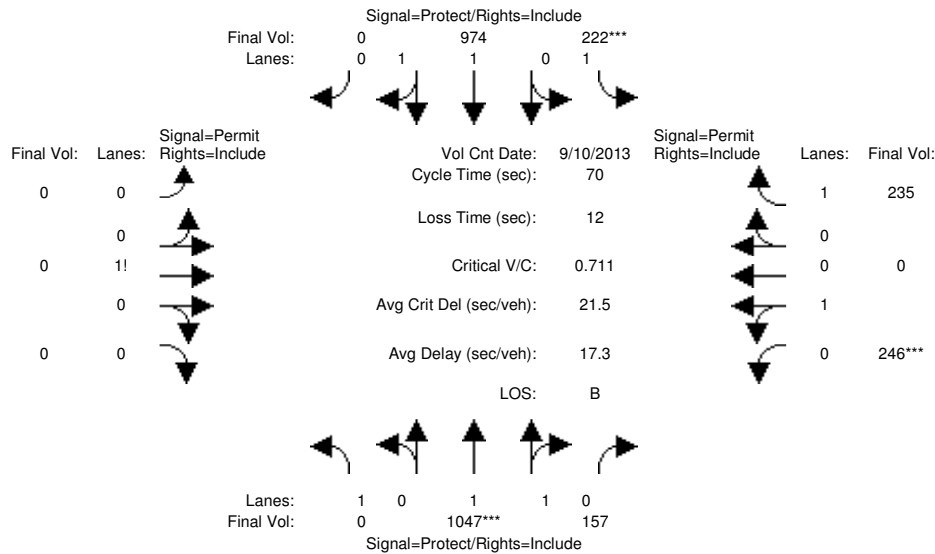 Signal=Protect/Rights=Include
Final Vol: 0 974 222***
Lanes: 0 1 1 0 1
Signal=Permit Signal=Permit
Final Vol: Lanes: Rights=Include Vol Cnt Date: 9/10/2013 Rights=Include Lanes: Final Vol:
Cycle Time (sec): 70
0 0 1 235
Loss Time (sec): 12
0 0
0 1! Critical V/C: 0.711 0 0
0 Avg Crit Del (sec/veh): 21.5 1
0 0 Avg Delay (sec/veh): 17.3 0 246***
LOS: B
Lanes: 1 0 1 1 0
Final Vol: 0 1047*** 157
Signal=Protect/Rights=Include